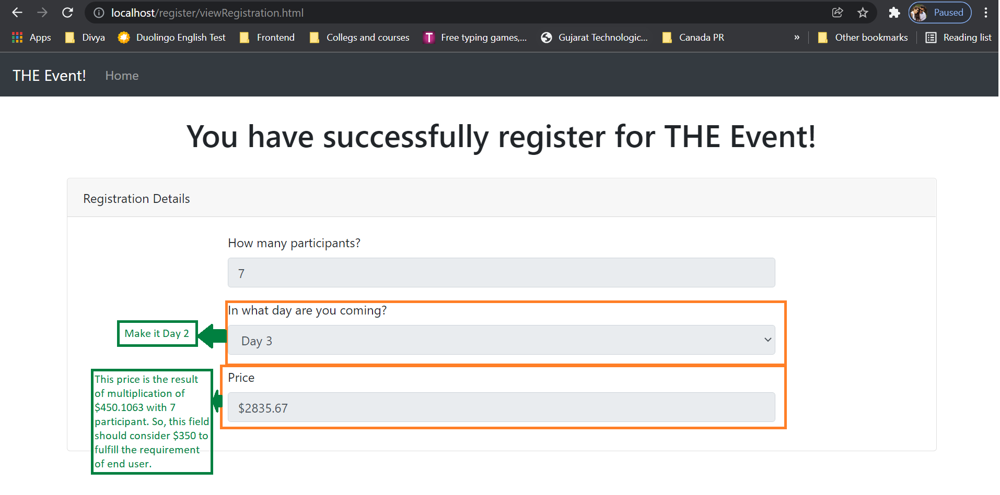 localhost/register/viewRegistration.html
Paused
Apps
Divya
Duolingo English Test
Frontend
Collegs and courses
T
Free typing games,...
Gujarat Technologic...
Canada PR
»
Other bookmarks
Reading list
THE Event!
Home
You have successfully register for THE Event!
Registration Details
How many participants?
7
In what day are you coming?
Make it Day 2
Day 3
This price is the result
of multiplication of
$450.1063 with 7
participant. So, this field
should consider $350 to
fulfill the requirement
of end user.
Price
$2835.67